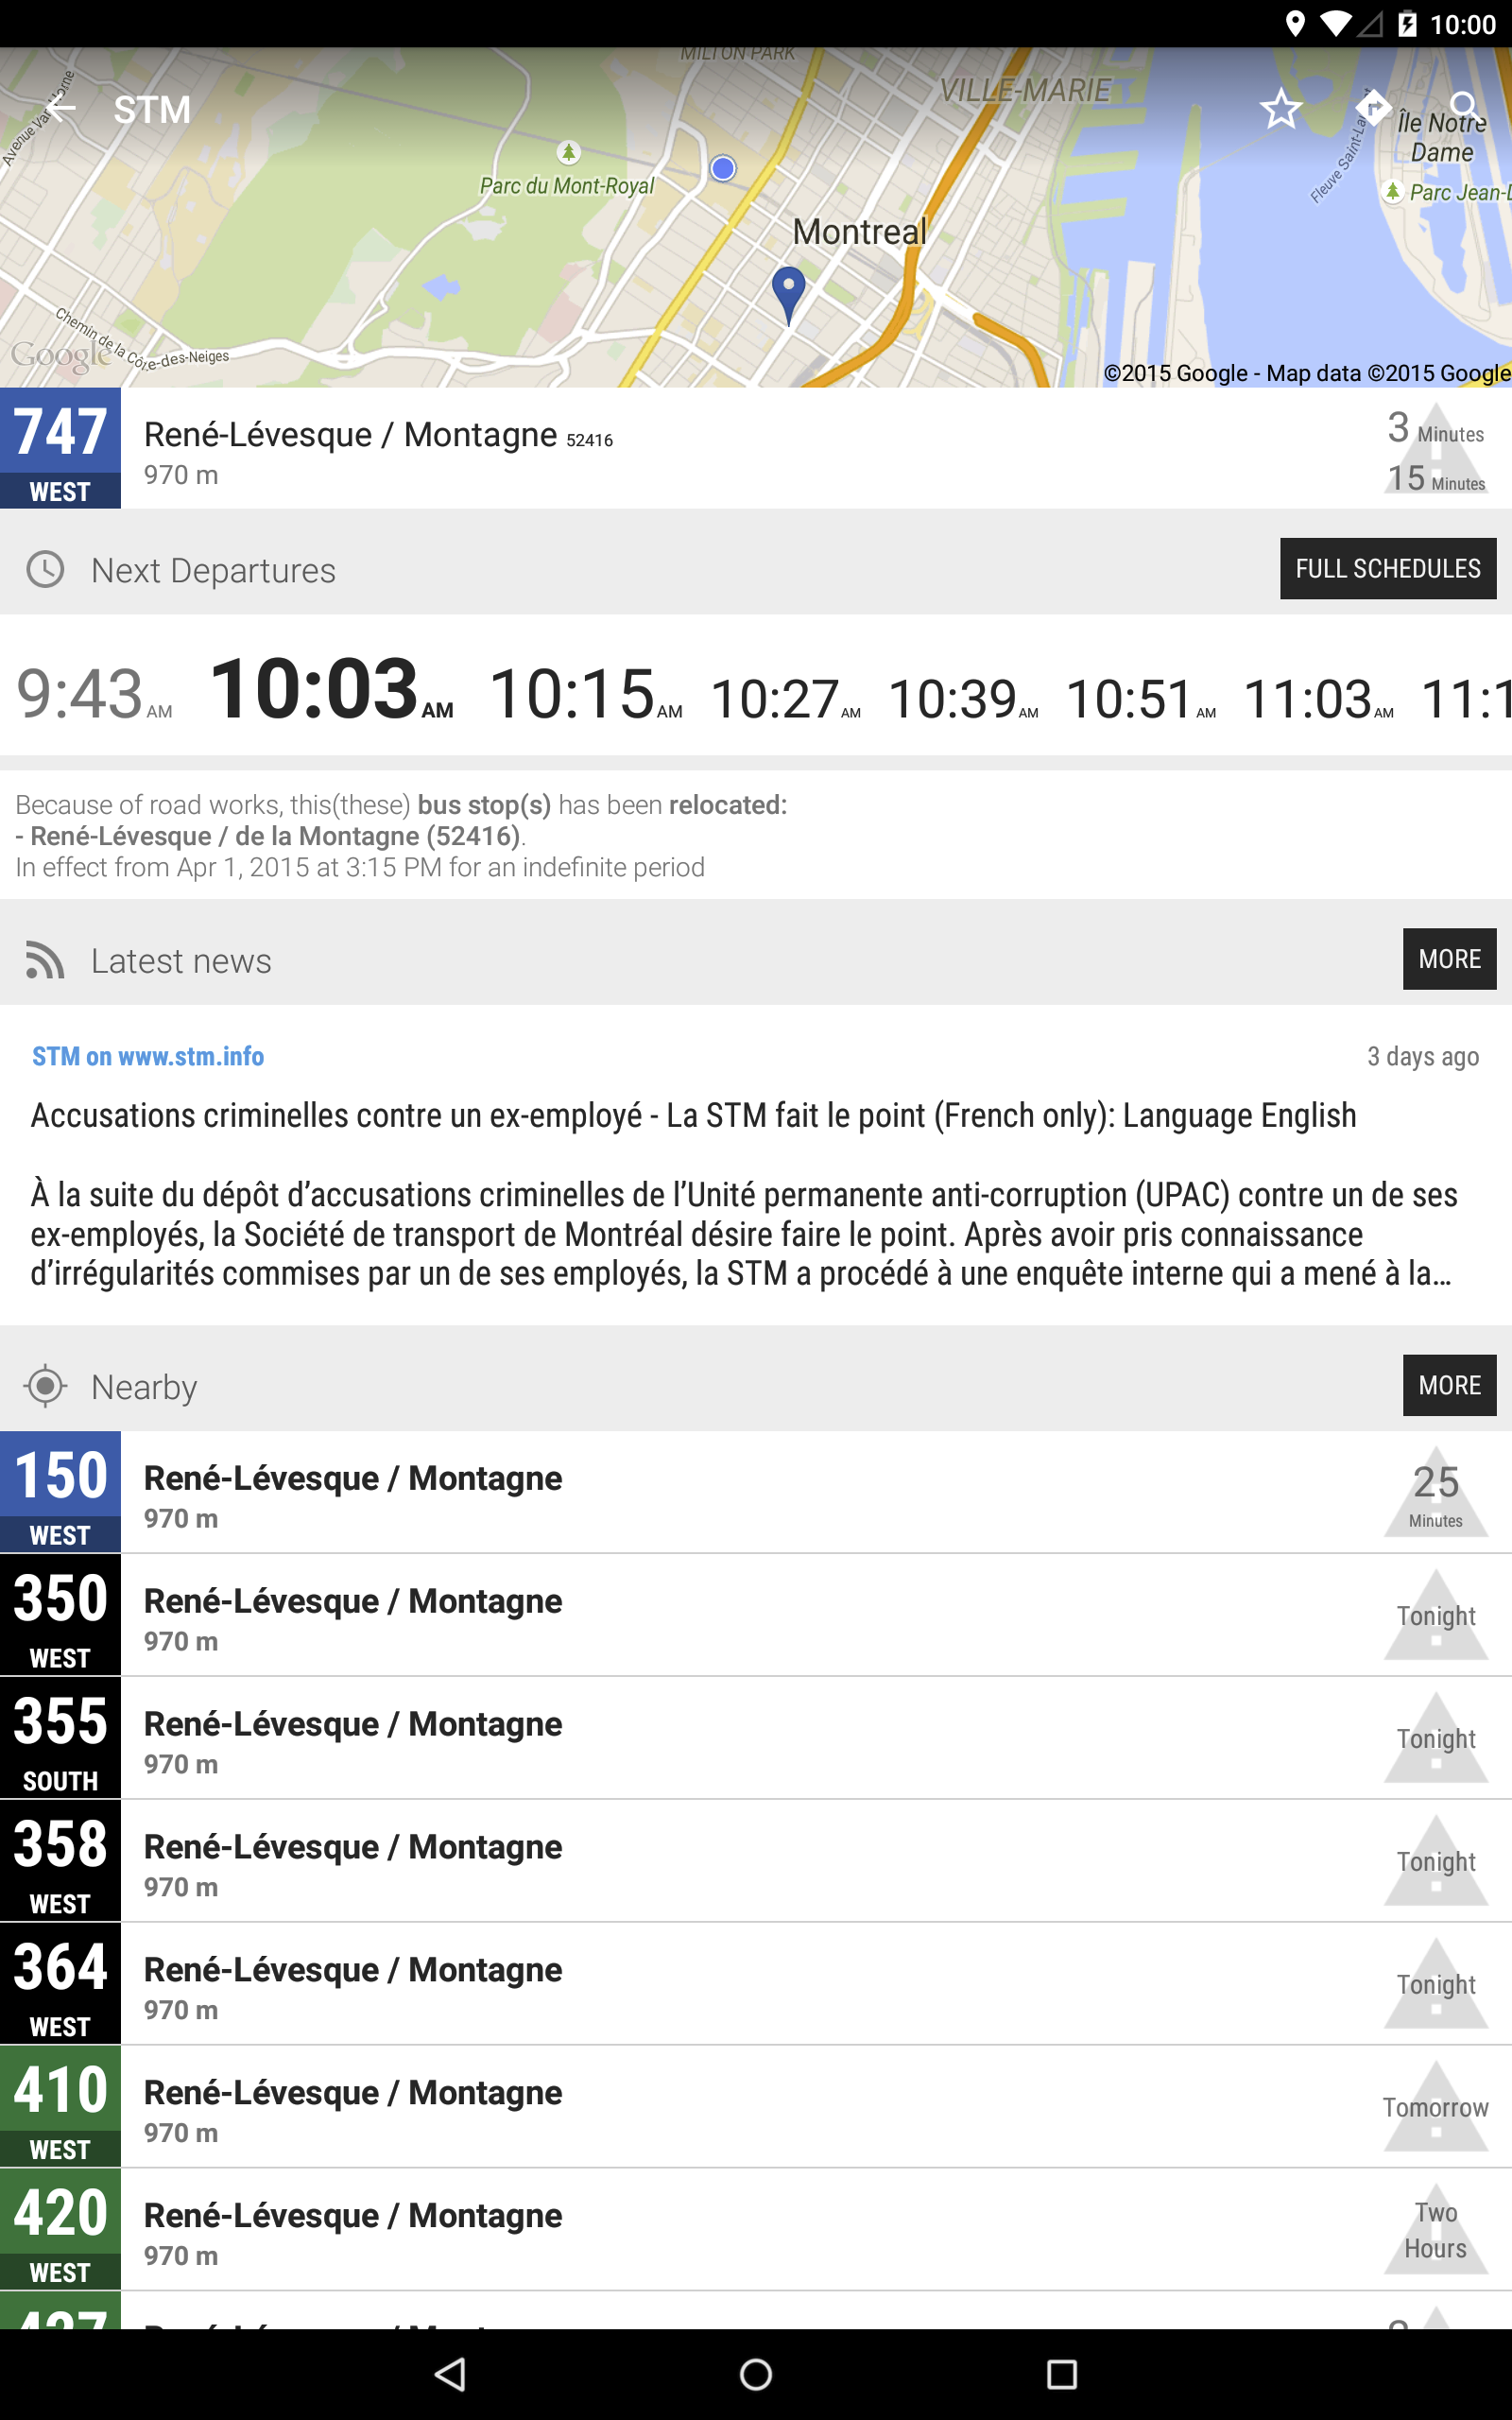 10:00
MILTON PARK
VILLE-MARIE
STM
Île Notre
Dame
Parc Jean-
Parc du Mont-Royal
Montreal
Chemin de la Côte-des-Neiges
Google
©2015 Google - Map data ©2015 Google
747
WEST
René-Lévesque / Montagne 52416
970 m
3 Minutes
15 Minutes
Next Departures
FULL SCHEDULES
9:43 AM 10:03 AM 10:15 AM 10:27 AM 10:39 AM 10:51 AM 11:03 AM 11:1
Because of road works, this(these) bus stop(s) has been relocated:
- René-Lévesque / de la Montagne (52416).
In effect from Apr 1, 2015 at 3:15 PM for an indefinite period
Latest news
MORE
STM on www.stm.info
3 days ago
Accusations criminelles contre un ex-employé - La STM fait le point (French only): Language English
À la suite du dépôt d’accusations criminelles de l’Unité permanente anti-corruption (UPAC) contre un de ses
ex-employés, la Société de transport de Montréal désire faire le point. Après avoir pris connaissance
d’irrégularités commises par un de ses employés, la STM a procédé à une enquête interne qui a mené à la…
Nearby
MORE
150
WEST
René-Lévesque / Montagne
970 m
25
Minutes
350
WEST
René-Lévesque / Montagne
970 m
Tonight
355
SOUTH
René-Lévesque / Montagne
970 m
Tonight
358
WEST
René-Lévesque / Montagne
970 m
Tonight
364
WEST
René-Lévesque / Montagne
970 m
Tonight
410
WEST
René-Lévesque / Montagne
970 m
Tomorrow
420
WEST
René-Lévesque / Montagne
970 m
Two
Hours